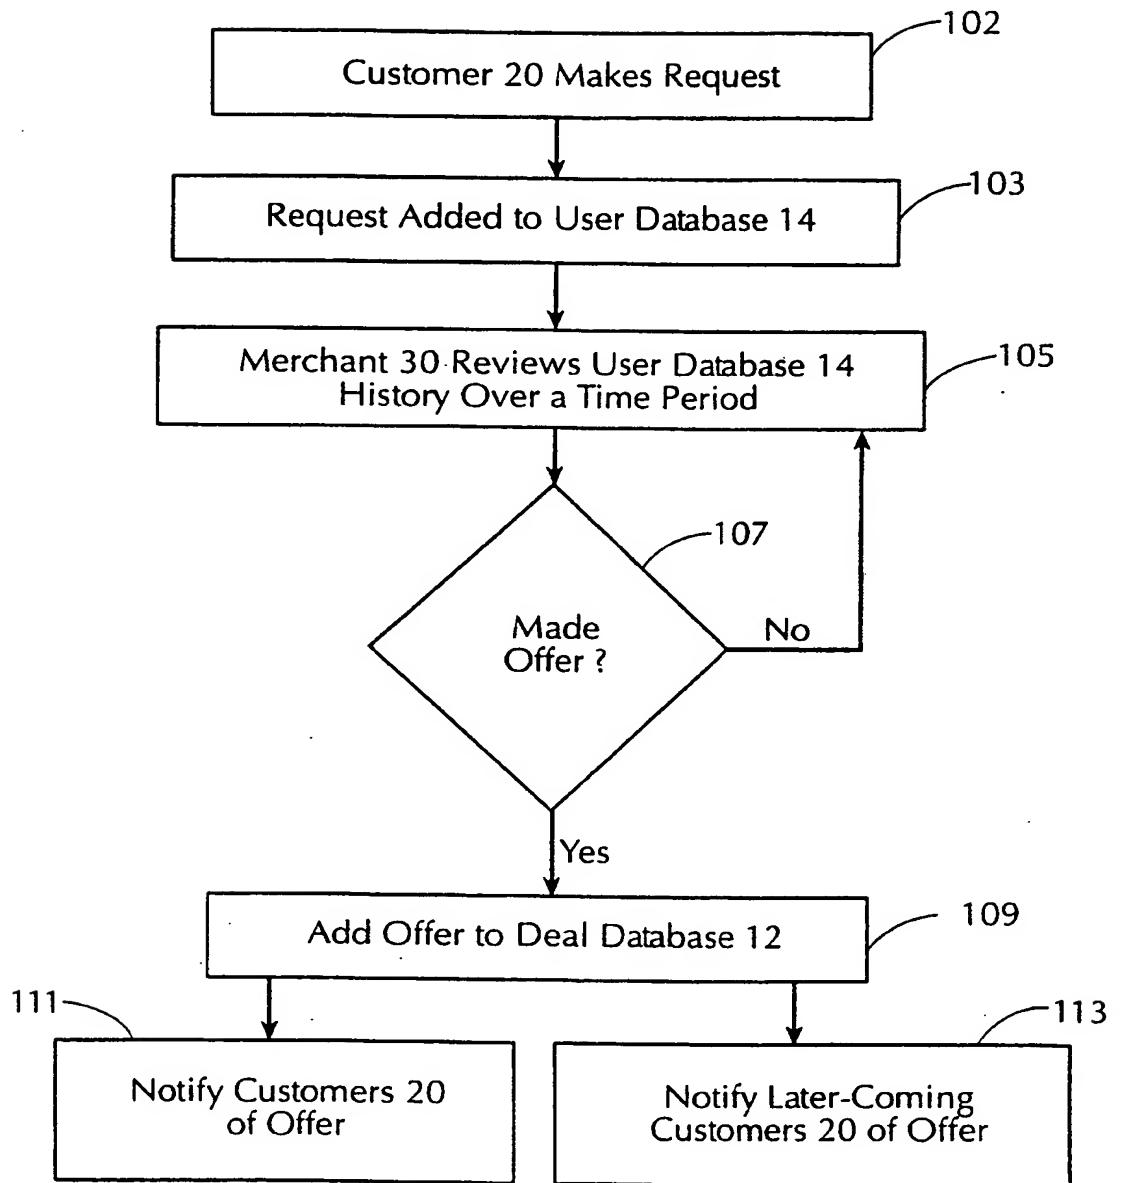 102
Customer 20 Makes Request
103
Request Added to User Database 14
105
Merchant 30 Reviews User Database 14
History Over a Time Period
107
Made
Offer ?
No
Yes
109
Add Offer to Deal Database 12
111
113
Notify Customers 20
of Offer
Notify Later-Coming
Customers 20 of Offer